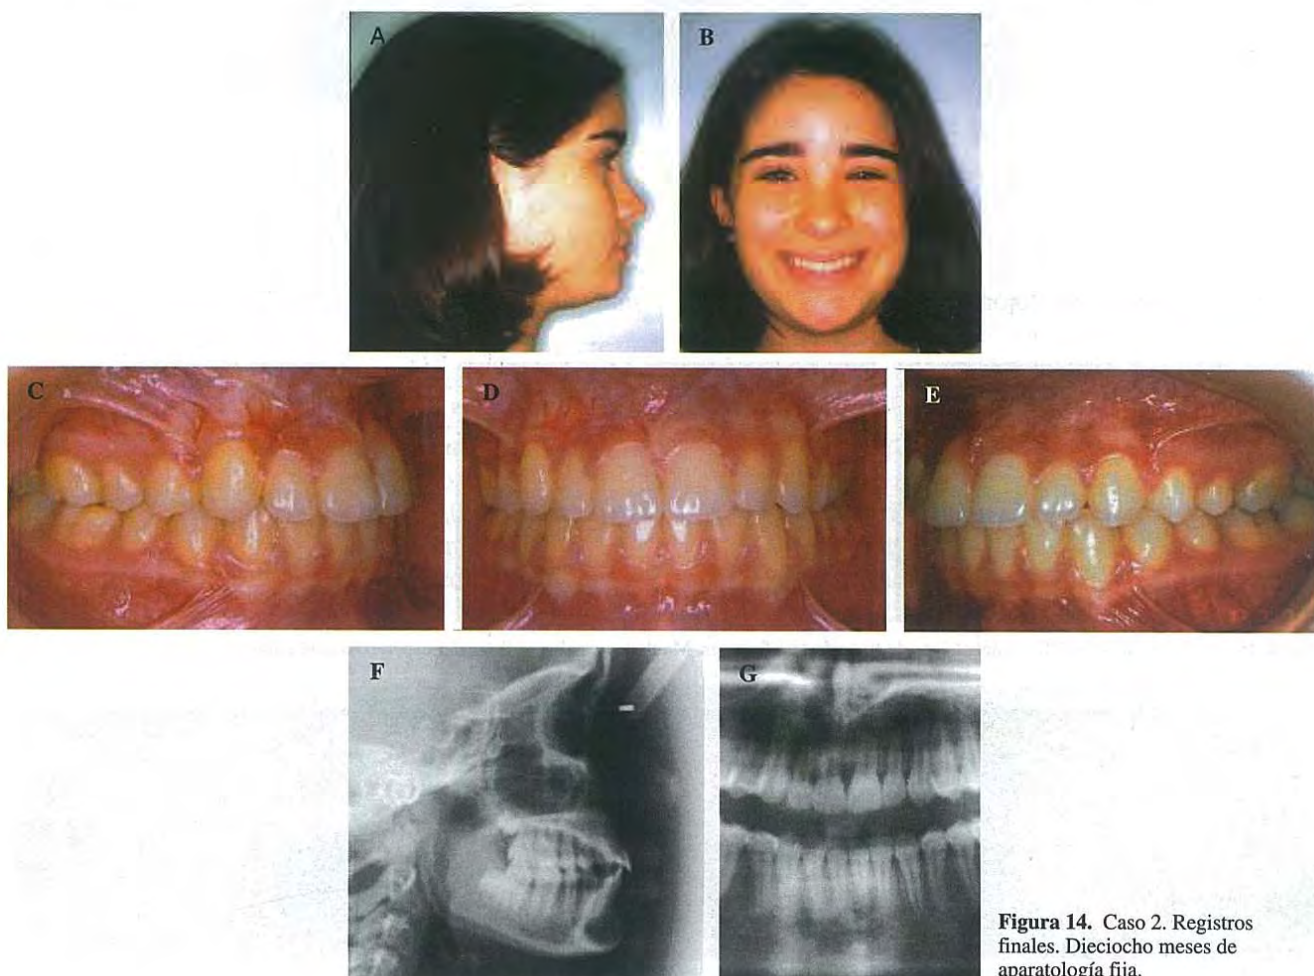 A
B
C
D
E
F
G
Figura 14. Caso 2. Registros
finales. Dieciocho meses de
aparatología fija.